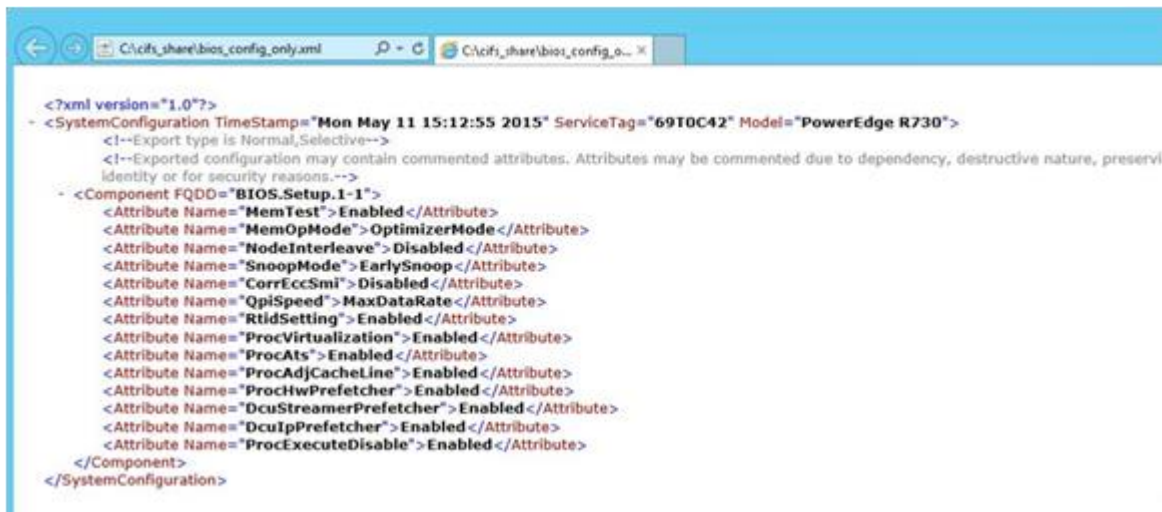 C:\cifs_share\bios_config_only.xml
C:\cifs_share\bios_config_o...
<?xml version="1.0"?>
- <SystemConfiguration TimeStamp="Mon May 11 15:12:55 2015" ServiceTag="69T0C42" Model="PowerEdge R730">
<!--Export type is Normal,Selective-->
<!--Exported configuration may contain commented attributes. Attributes may be commented due to dependency, destructive nature, preservi
identity or for security reasons.-->
- <Component FQDD="BIOS.Setup.1-1">
<Attribute Name="MemTest">Enabled</Attribute>
<Attribute Name="MemOpMode">OptimizerMode</Attribute>
<Attribute Name="NodeInterleave">Disabled</Attribute>
<Attribute Name="SnoopMode">EarlySnoop</Attribute>
<Attribute Name="CorrEccSmi">Disabled</Attribute>
<Attribute Name="QpiSpeed">MaxDataRate</Attribute>
<Attribute Name="RtidSetting">Enabled</Attribute>
<Attribute Name="ProcVirtualization">Enabled</Attribute>
<Attribute Name="ProcAts">Enabled</Attribute>
<Attribute Name="ProcAdjCacheLine">Enabled</Attribute>
<Attribute Name="ProcHwPrefetcher">Enabled</Attribute>
<Attribute Name="DcuStreamerPrefetcher">Enabled</Attribute>
<Attribute Name="DcuIpPrefetcher">Enabled</Attribute>
<Attribute Name="ProcExecuteDisable">Enabled</Attribute>
</Component>
</SystemConfiguration>